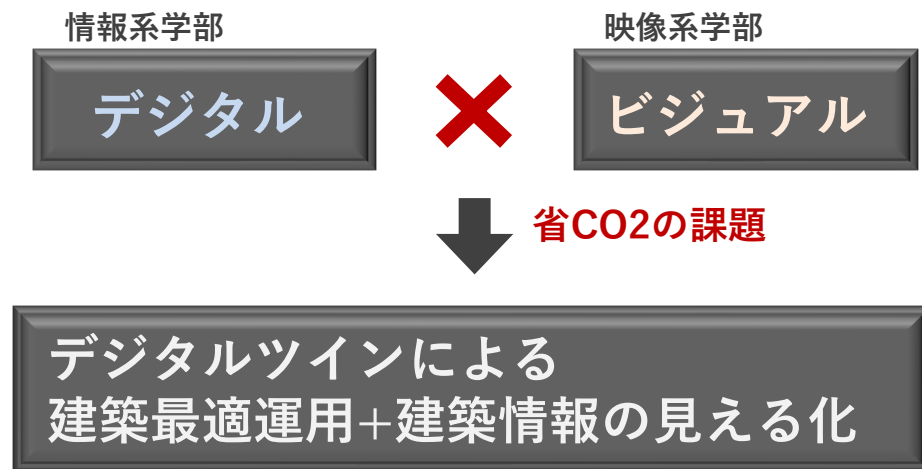 情報系学部
映像系学部
デジタル
ビジュアル
省CO2の課題
デジタルツインによる
建築最適運用+建築情報の見える化